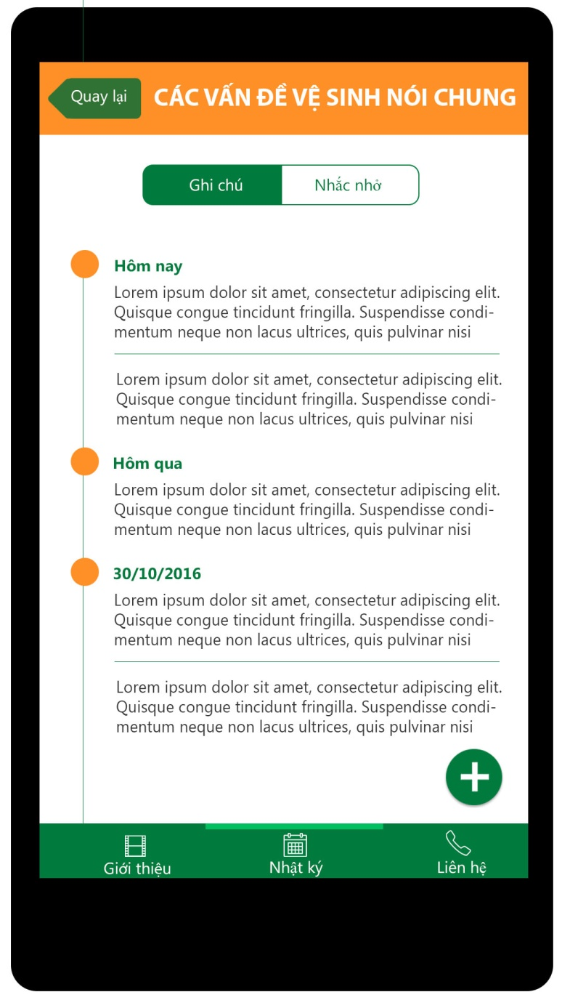 Quay lại
CÁC VẤN ĐỀ VỆ SINH NÓI CHUNG
Ghi chú
Nhắc nhở
Hôm nay
Lorem ipsum dolor sit amet, consectetur adipiscing elit.
Quisque congue tincidunt fringilla. Suspendisse condi-
mentum neque non lacus ultrices, quis pulvinar nisi
Lorem ipsum dolor sit amet, consectetur adipiscing elit.
Quisque congue tincidunt fringilla. Suspendisse condi-
mentum neque non lacus ultrices, quis pulvinar nisi
Hôm qua
Lorem ipsum dolor sit amet, consectetur adipiscing elit.
Quisque congue tincidunt fringilla. Suspendisse condi-
mentum neque non lacus ultrices, quis pulvinar nisi
30/10/2016
Lorem ipsum dolor sit amet, consectetur adipiscing elit.
Quisque congue tincidunt fringilla. Suspendisse condi-
mentum neque non lacus ultrices, quis pulvinar nisi
Lorem ipsum dolor sit amet, consectetur adipiscing elit.
Quisque congue tincidunt fringilla. Suspendisse condi-
mentum neque non lacus ultrices, quis pulvinar nisi
Giới thiệu
Nhật ký
Liên hệ